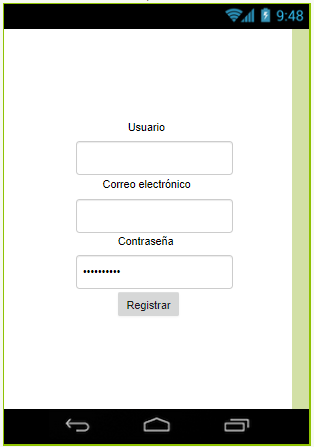 9:48
Usuario
Correo electrónico
Contraseña
••••••••••
Registrar